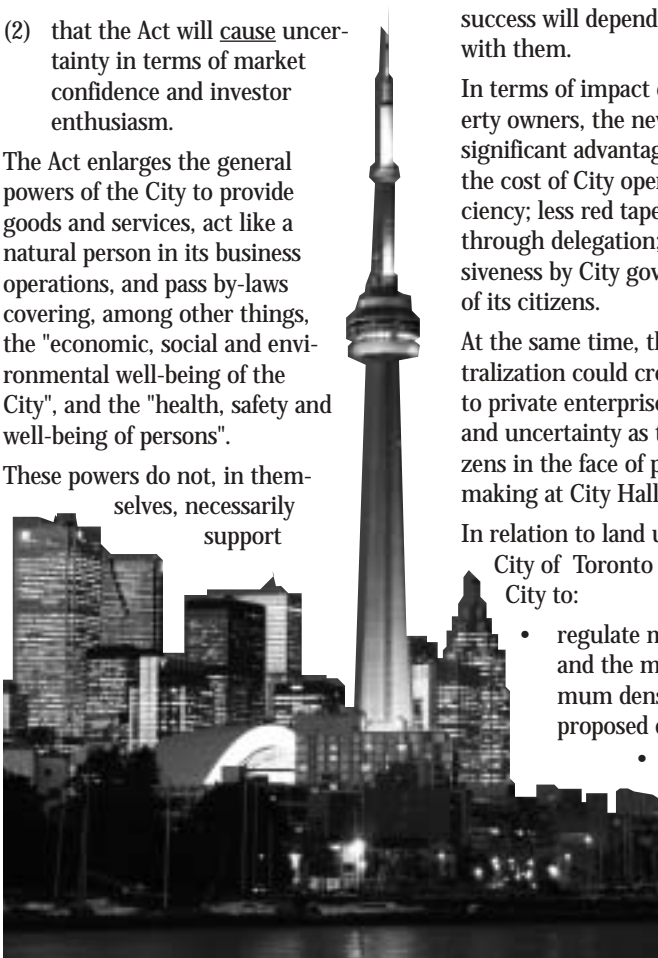 (2) that the Act will cause uncer-
tainty in terms of market
confidence and investor
enthusiasm.
The Act enlarges the general
powers of the City to provide
goods and services, act like a
natural person in its business
operations, and pass by-laws
covering, among other things,
the "economic, social and envi-
ronmental well-being of the
City", and the "health, safety and
well-being of persons".
These powers do not, in them-
selves, necessarily
support
success will depend
with them.
In terms of impact
erty owners, the new
significant advantag
the cost of City oper
ciency; less red tape
through delegation;
siveness by City gov
of its citizens.
At the same time, th
tralization could cre
to private enterprise
and uncertainty as t
zens in the face of p
making at City Hall
In relation to land u
City of Toronto
City to:
• regulate m
and the m
mum dens
proposed
•